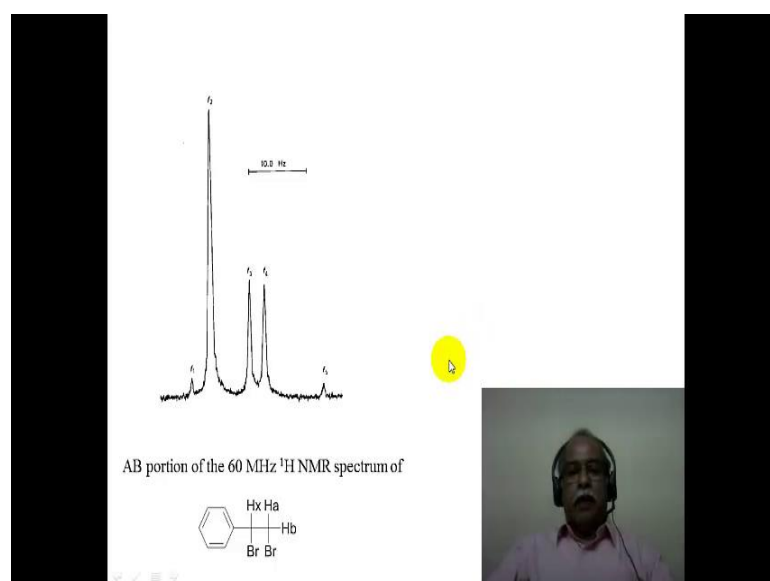 f2
10.0 Hz
f3 f4
f1
f5
AB portion of the 60 MHz ¹H NMR spectrum of
Hx Ha
Hb
Br Br